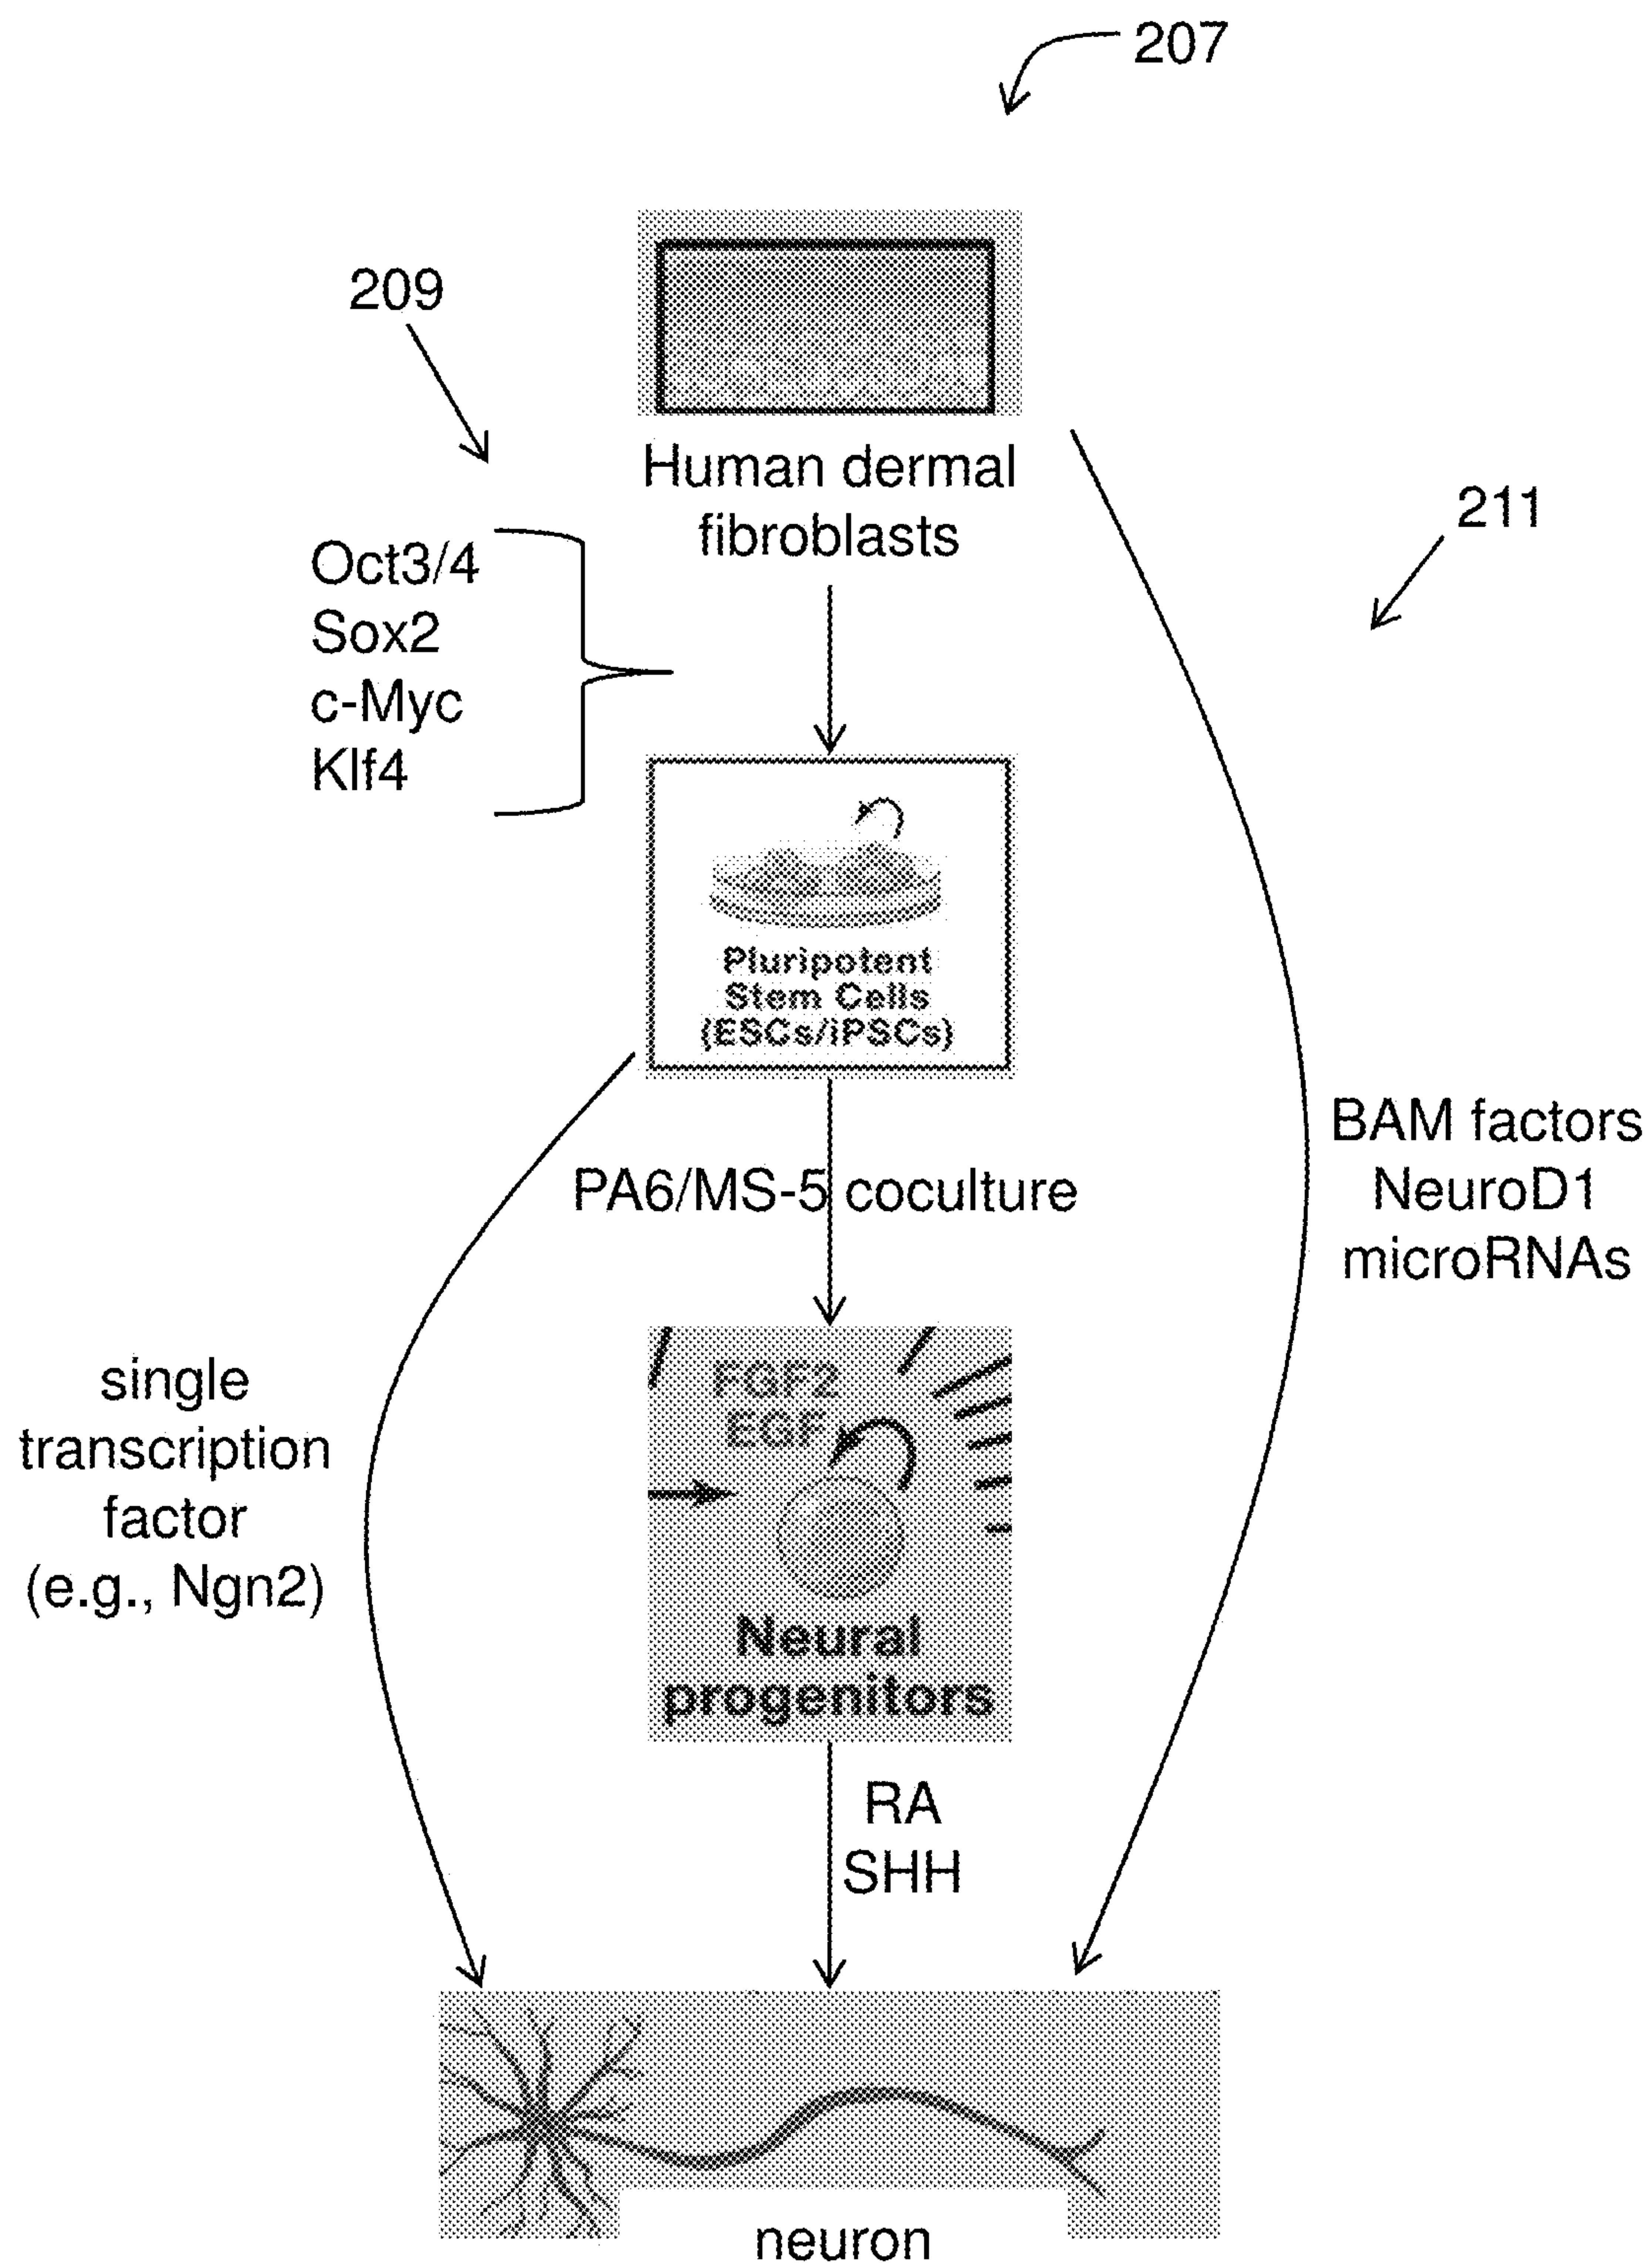 207
209
Human dermal
fibroblasts
211
Oct3/4
Sox2
c-Myc
Klf4
Pluripotent
Stem Cells
(ESCs/iPSCs)
BAM factors
NeuroD1
microRNAs
PA6/MS-5 coculture
single
transcription
factor
(e.g., Ngn2)
FGF2
EGF
Neural
progenitors
RA
SHH
neuron